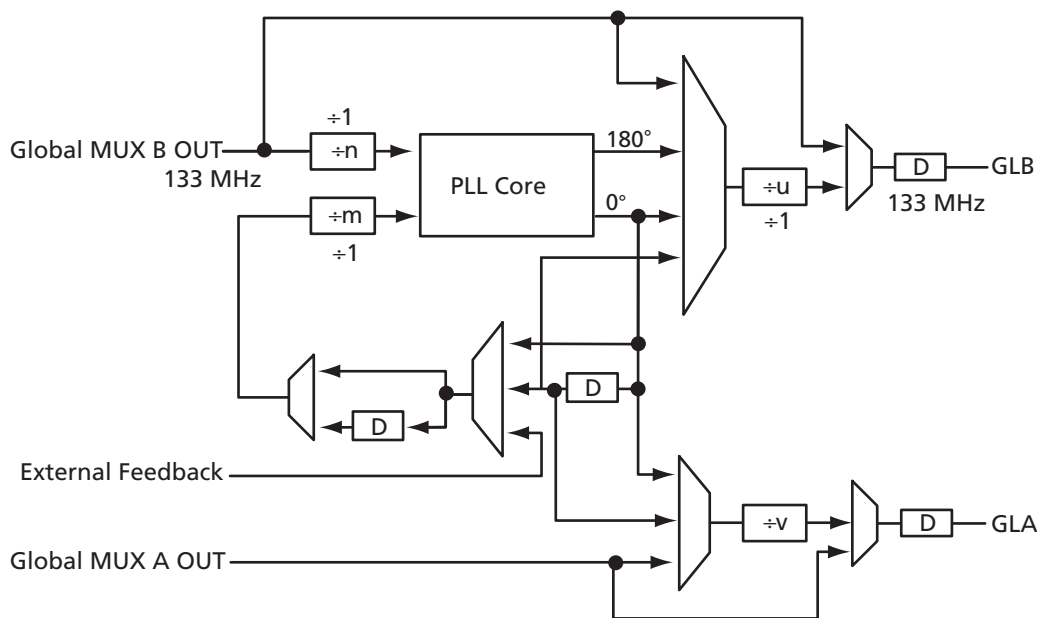 ÷1
Global MUX B OUT
÷n
180°
133 MHz
PLL Core
÷m
0°
÷1
÷u
÷1
D
GLB
133 MHz
D
D
External Feedback
÷v
D
GLA
Global MUX A OUT